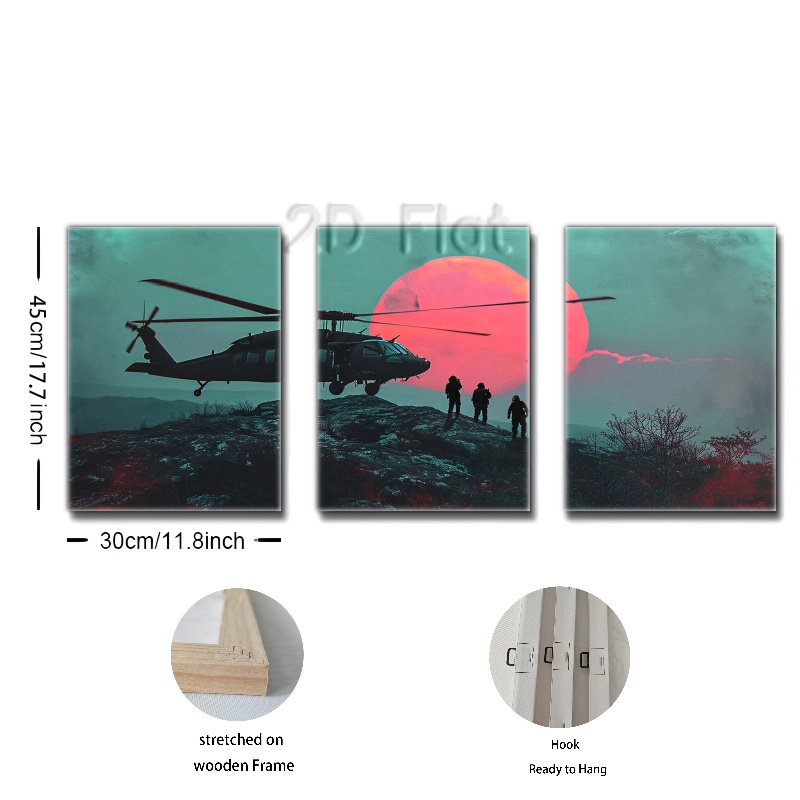 2D Flat
45cm/17.7inch
30cm/11.8inch
stretched on
wooden Frame
Hook
Ready to Hang